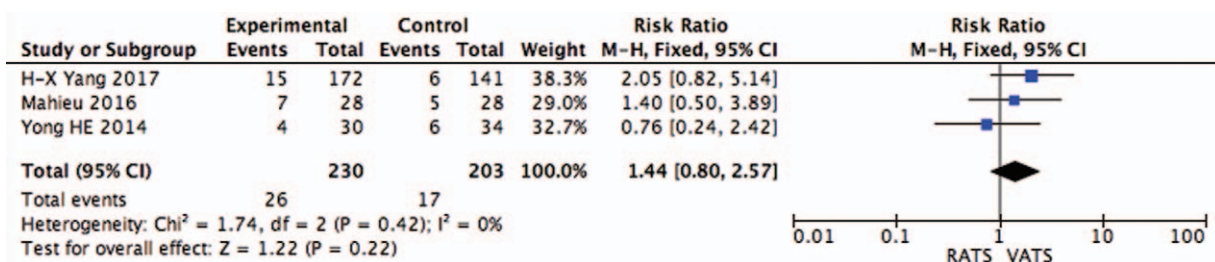 Experimental Control Risk Ratio Risk Ratio
Study or Subgroup Events Total Events Total Weight M-H, Fixed, 95% CI M-H, Fixed, 95% CI
H-X Yang 2017 15 172 6 141 38.3% 2.05 [0.82, 5.14]
Mahieu 2016 7 28 5 28 29.0% 1.40 [0.50, 3.89]
Yong HE 2014 4 30 6 34 32.7% 0.76 [0.24, 2.42]
Total (95% CI) 230 203 100.0% 1.44 [0.80, 2.57]
Total events 26 17
Heterogeneity: Chi² = 1.74, df = 2 (P = 0.42); I² = 0%
Test for overall effect: Z = 1.22 (P = 0.22)
0.01 0.1 1 10 100
RATS VATS